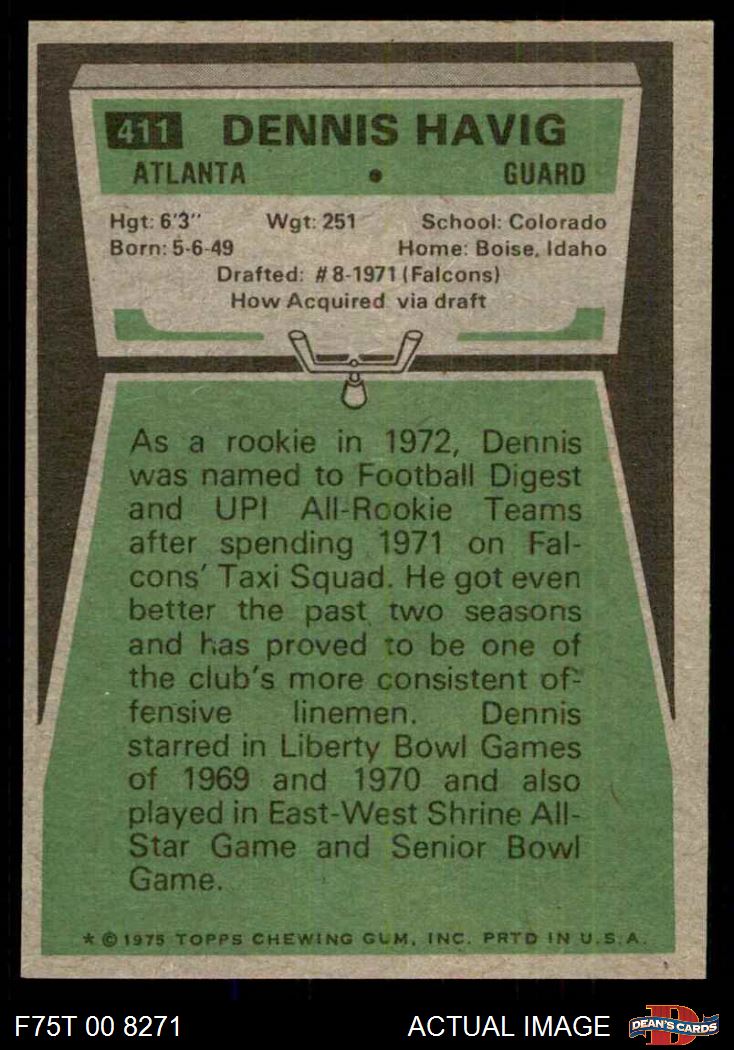 411 DENNIS HAVIG
ATLANTA • GUARD
Hgt: 6'3" Wgt: 251 School: Colorado
Born: 5-6-49 Home: Boise, Idaho
Drafted: #8-1971 (Falcons)
How Acquired via draft
As a rookie in 1972, Dennis
was named to Football Digest
and UPI All-Rookie Teams
after spending 1971 on Fal-
cons' Taxi Squad. He got even
better the past two seasons
and has proved to be one of
the club's more consistent of-
fensive linemen. Dennis
starred in Liberty Bowl Games
of 1969 and 1970 and also
played in East-West Shrine All-
Star Game and Senior Bowl
Game.
* © 1975 TOPPS CHEWING GUM, INC. PRTD IN U.S.A.
F75T 00 8271 ACTUAL IMAGE D DEAN'S CARDS